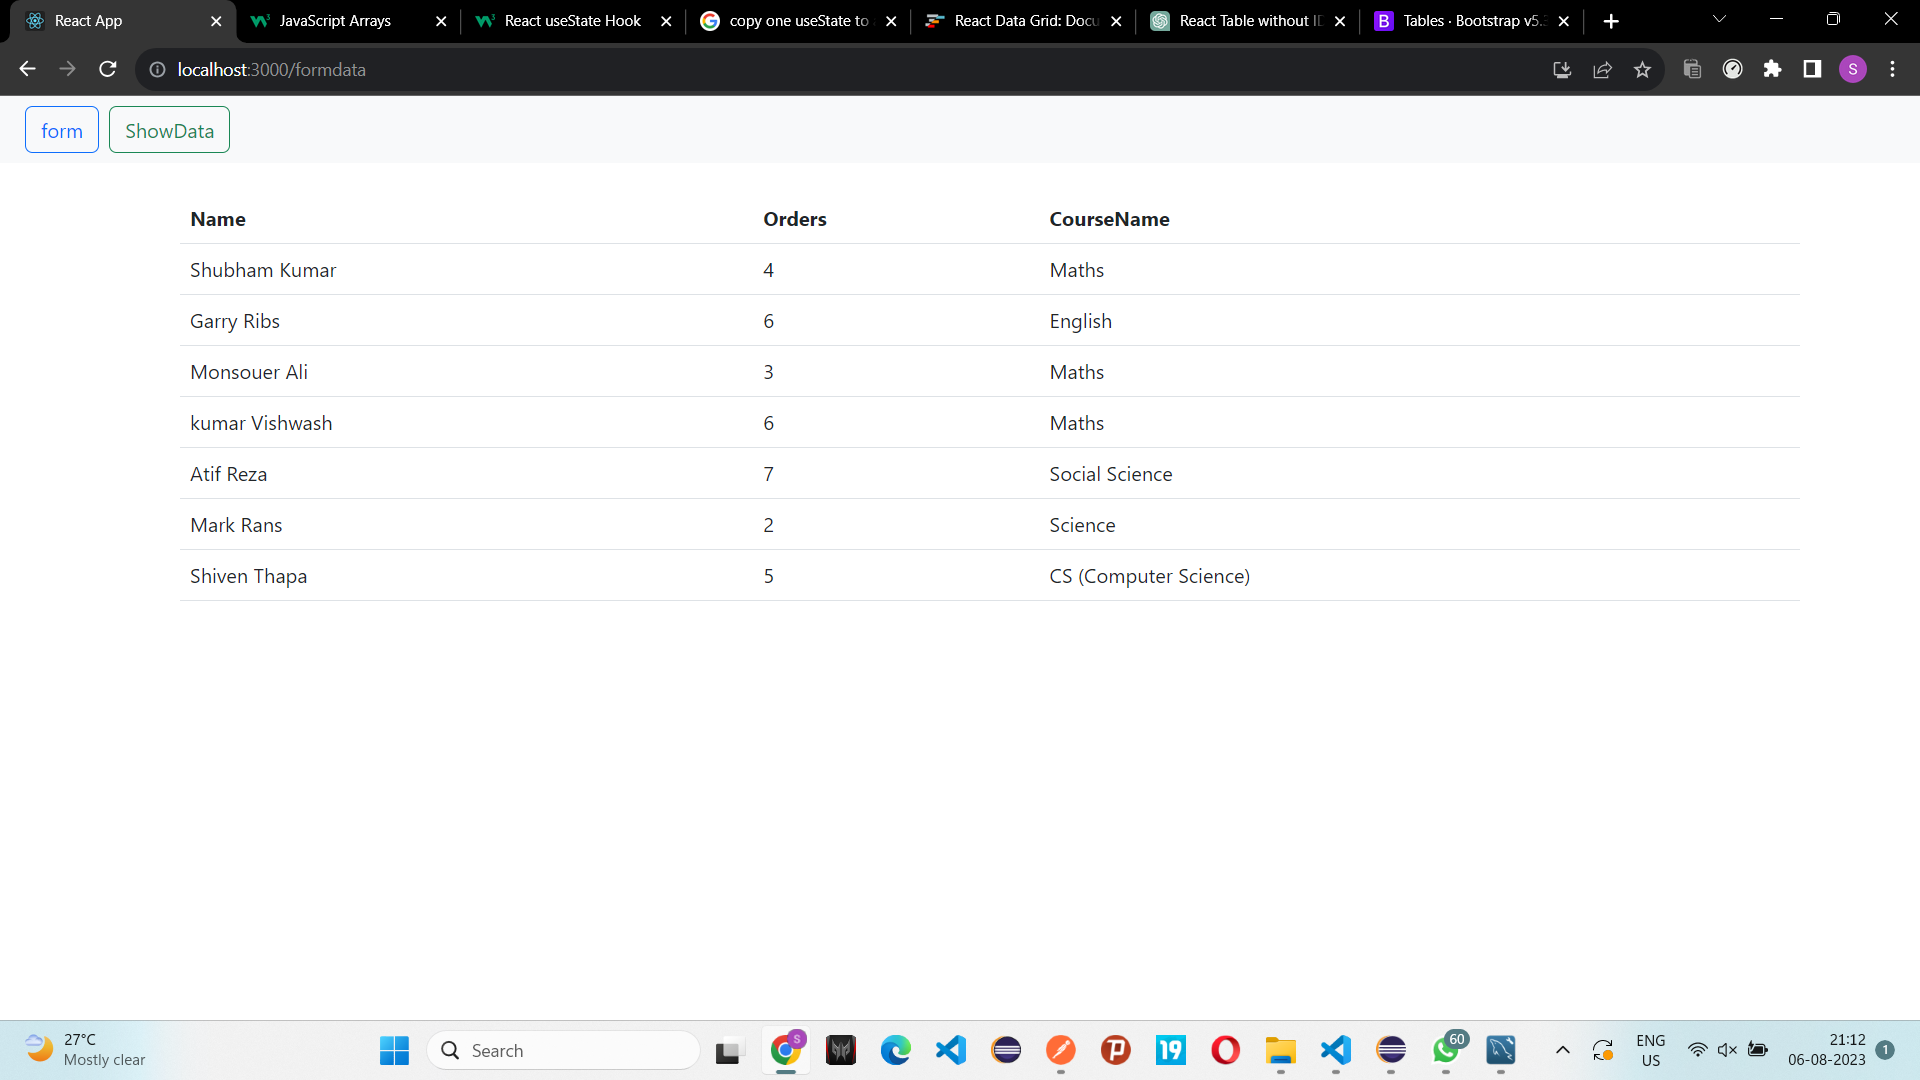 React App
JavaScript Arrays
React useState Hook
copy one useState to
React Data Grid: Docu
React Table without ID
Tables · Bootstrap v5.3
localhost:3000/formdata
S
form
ShowData
Name Orders CourseName
Shubham Kumar 4 Maths
Garry Ribs 6 English
Monsouer Ali 3 Maths
kumar Vishwash 6 Maths
Atif Reza 7 Social Science
Mark Rans 2 Science
Shiven Thapa 5 CS (Computer Science)
27°C
Mostly clear
Search
S
19
60
ENG
US
21:12
06-08-2023
1